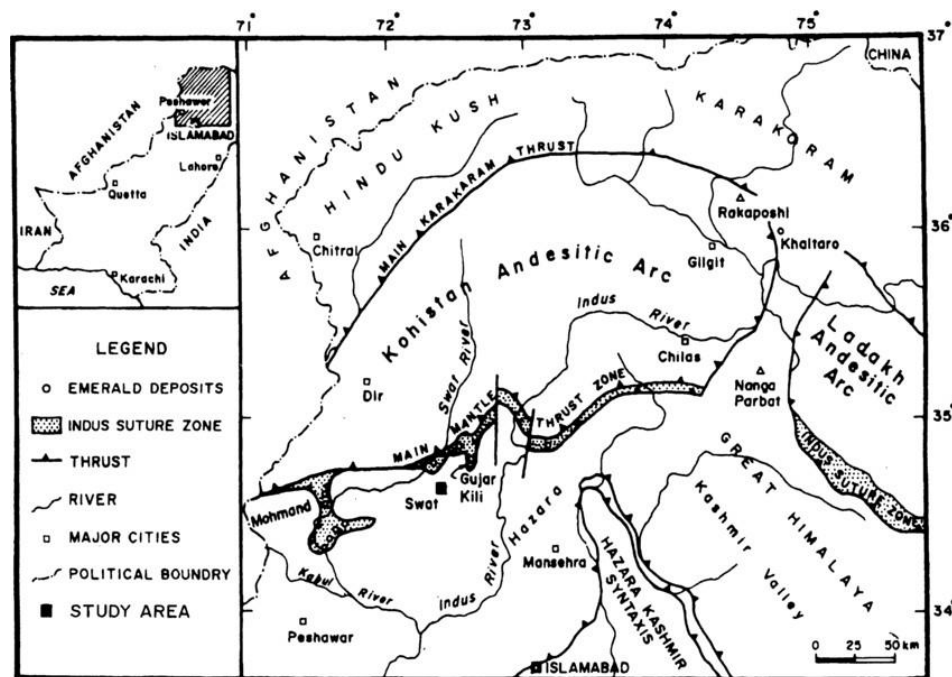 71°
72°
73°
74°
75°
37°
36°
35°
34°
AFGHANISTAN
Peshawar
ISLAMABAD
Lahore
Quetta
IRAN
INDIA
Karachi
SEA
LEGEND
EMERALD DEPOSITS
INDUS SUTURE ZONE
THRUST
RIVER
MAJOR CITIES
POLITICAL BOUNDRY
STUDY AREA
CHINA
AFGHANISTAN
HINDU KUSH
KARAKORAM
MAIN KARAKARAM THRUST
Rakaposhi
Khaltaro
Chitral
Gilgit
Kohistan Andesitic Arc
Indus River
Chilas
Ladakh
Andesitic
Arc
Dir
Swat River
Nanga
Parbat
MAIN MANTLE THRUST ZONE
INDUS SUTURE ZONE
Gujar
Kili
Swat
Mohmand
GREAT HIMALAYA
Kashmir Valley
Hazara
Mansehra
HAZARA KASHMIR
SYNTAXIS
Kabul River
Indus River
Peshawar
ISLAMABAD
0 25 50 km